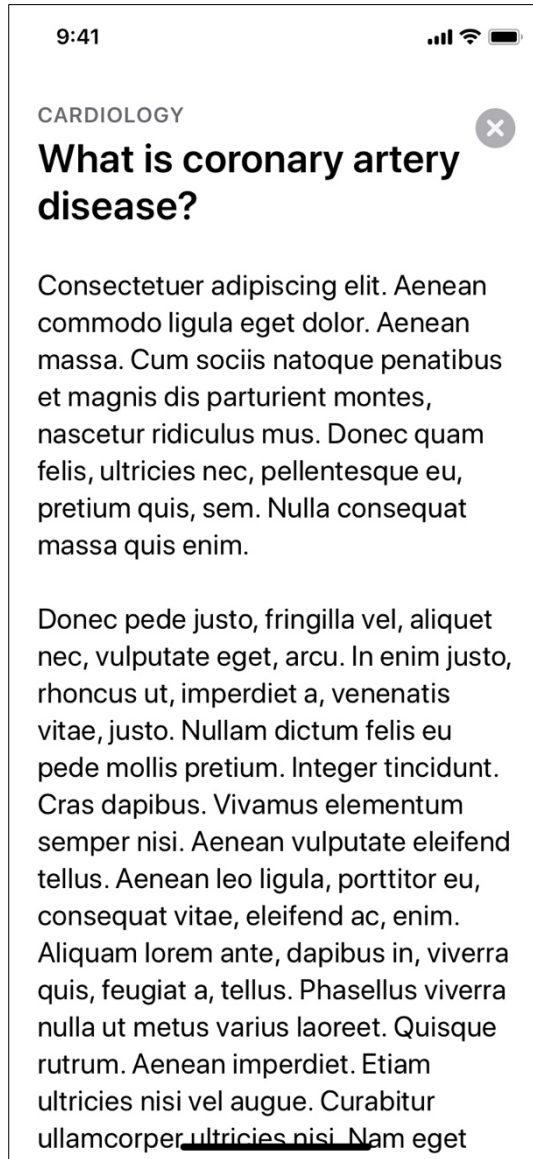 9:41
CARDIOLOGY
What is coronary artery
disease?
Consectetuer adipiscing elit. Aenean
commodo ligula eget dolor. Aenean
massa. Cum sociis natoque penatibus
et magnis dis parturient montes,
nascetur ridiculus mus. Donec quam
felis, ultricies nec, pellentesque eu,
pretium quis, sem. Nulla consequat
massa quis enim.
Donec pede justo, fringilla vel, aliquet
nec, vulputate eget, arcu. In enim justo,
rhoncus ut, imperdiet a, venenatis
vitae, justo. Nullam dictum felis eu
pede mollis pretium. Integer tincidunt.
Cras dapibus. Vivamus elementum
semper nisi. Aenean vulputate eleifend
tellus. Aenean leo ligula, porttitor eu,
consequat vitae, eleifend ac, enim.
Aliquam lorem ante, dapibus in, viverra
quis, feugiat a, tellus. Phasellus viverra
nulla ut metus varius laoreet. Quisque
rutrum. Aenean imperdiet. Etiam
ultricies nisi vel augue. Curabitur
ullamcorper ultricies nisi. Nam eget